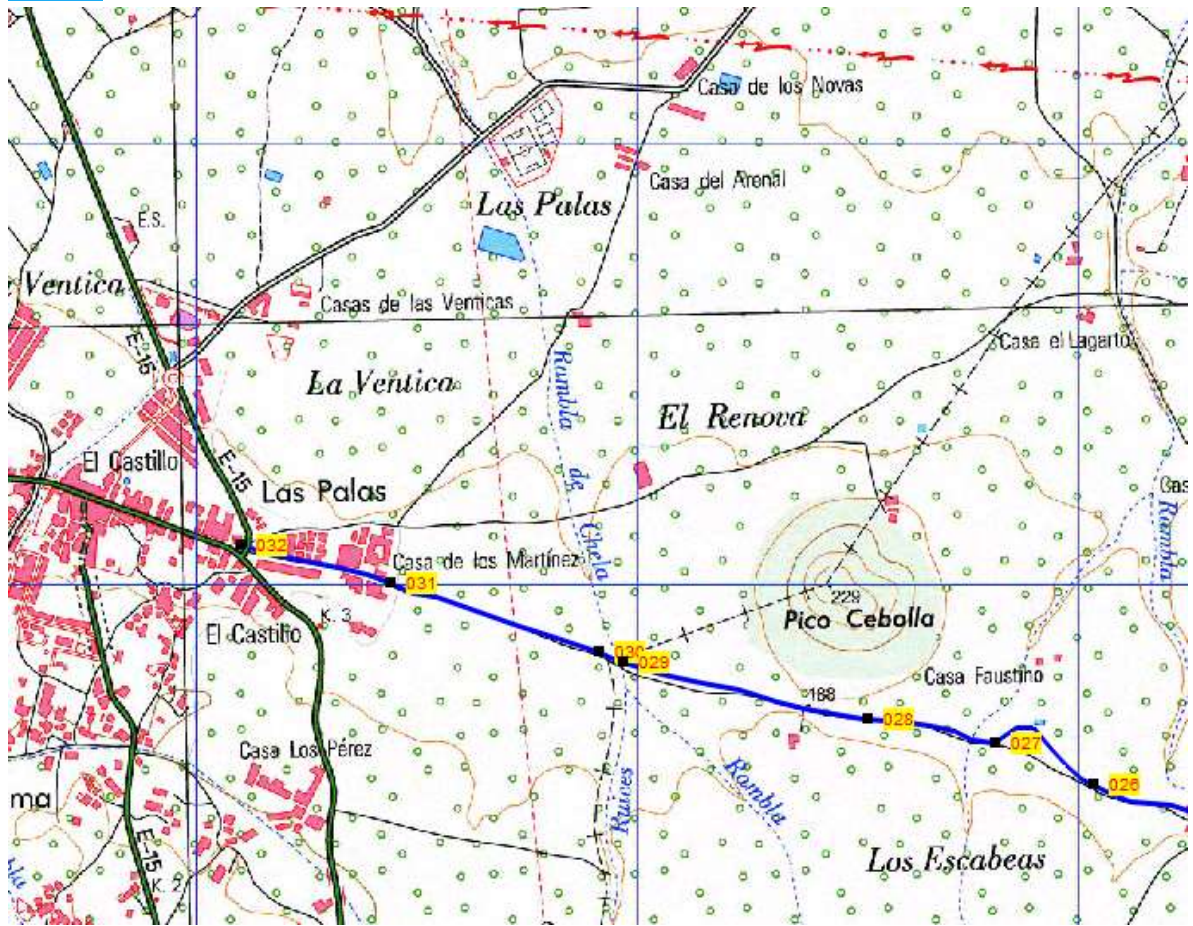 Casa de los Novas
Casa del Arenal
Las Palas
E.S.
Ventica
Casas de las Venticas
E-15
Casa el Lagarto
La Ventica
Rambla de Chela
El Renova
El Castillo
E-15
Las Palas
Cas
Rambla
032
Casa de los Martínez
031
229
Pico Cebolla
K. 3
El Castillo
030
029
Casa Faustino
168
028
027
Casa Los Pérez
Rambla
026
ma
Ruices
Los Escabeas
E-15
K. 2